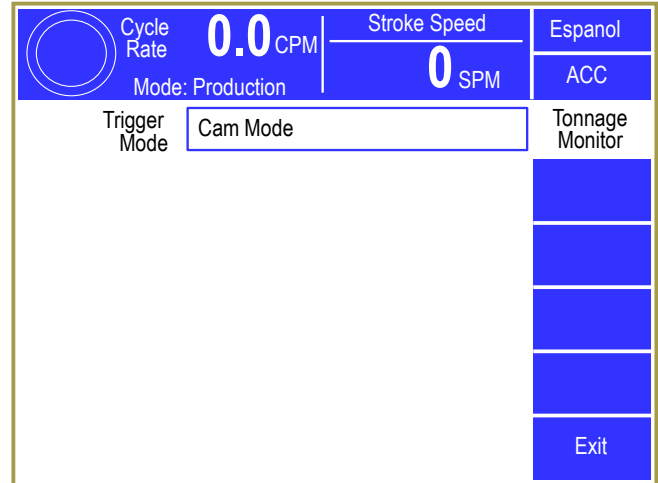 Cycle
Rate
0.0 CPM
Mode: Production
Stroke Speed
0 SPM
Espanol
ACC
Trigger
Mode
Cam Mode
Tonnage
Monitor
Exit